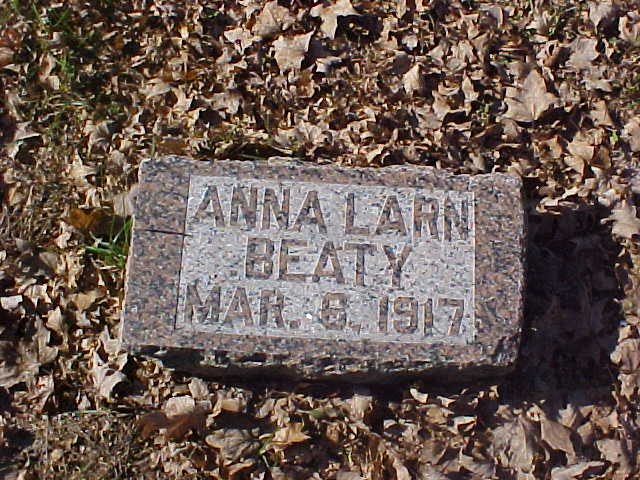 ANNA LARN
BEATY
MAR. 8, 1917